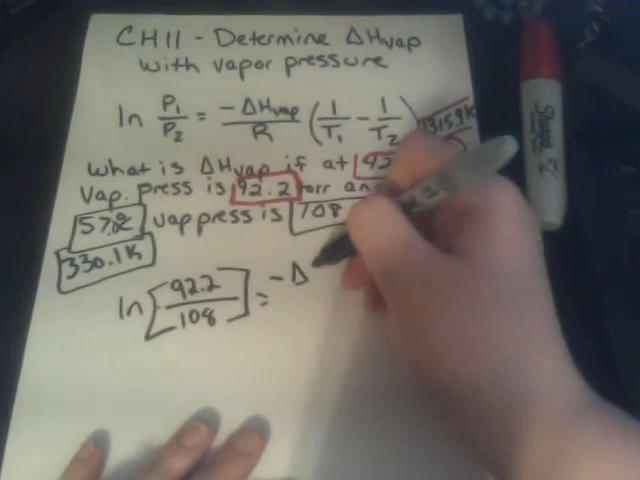 CH11 - Determine ΔHvap
with vapor pressure
ln P1/P2 = -ΔHvap/R (1/T1 - 1/T2)
315.9K
What is ΔHvap if at
Vap. press is 92.2 torr an
57.2 vap press is 108
330.1K
ln [92.2/108] = -Δ
Sharpie